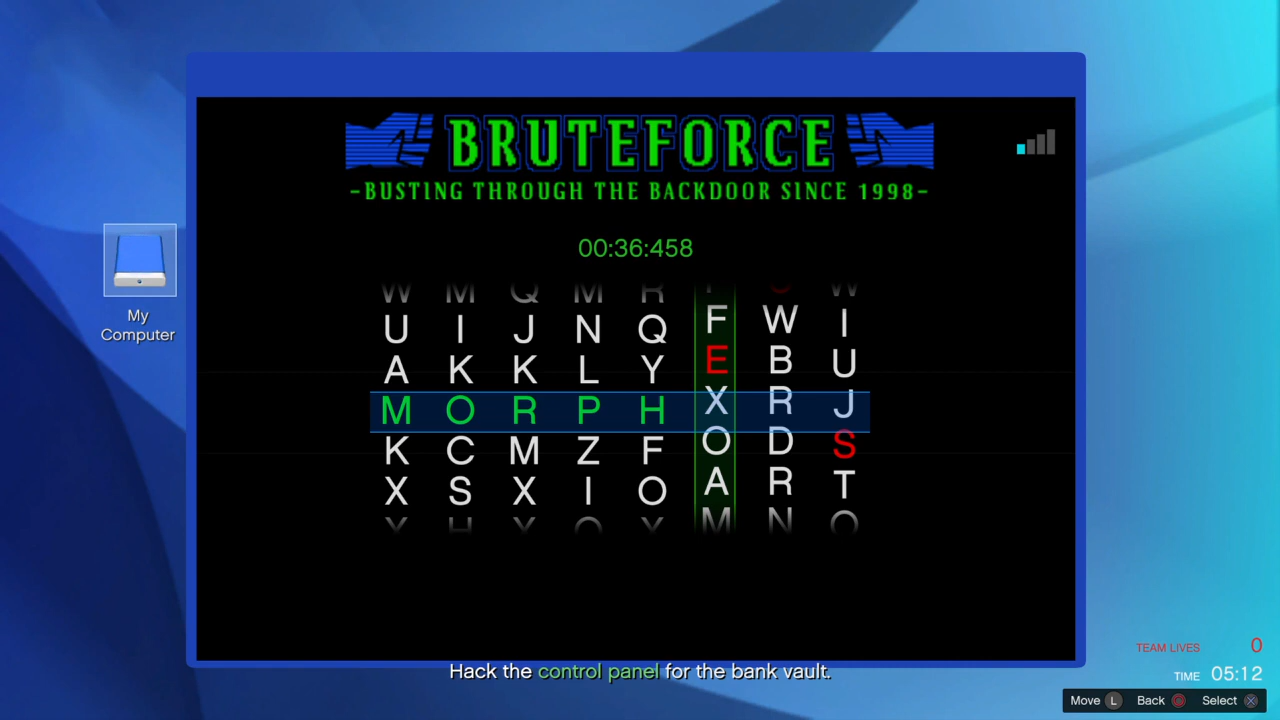 BRUTEFORCE
-BUSTING THROUGH THE BACKDOOR SINCE 1998-
00:36:458
W M Q M R W
U I J N Q F W I
A K K L Y E B U
M O R P H X R J
K C M Z F O D S
X S X I O A R T
My
Computer
Hack the control panel for the bank vault.
TEAM LIVES 0
TIME 05:12
Move L Back Select